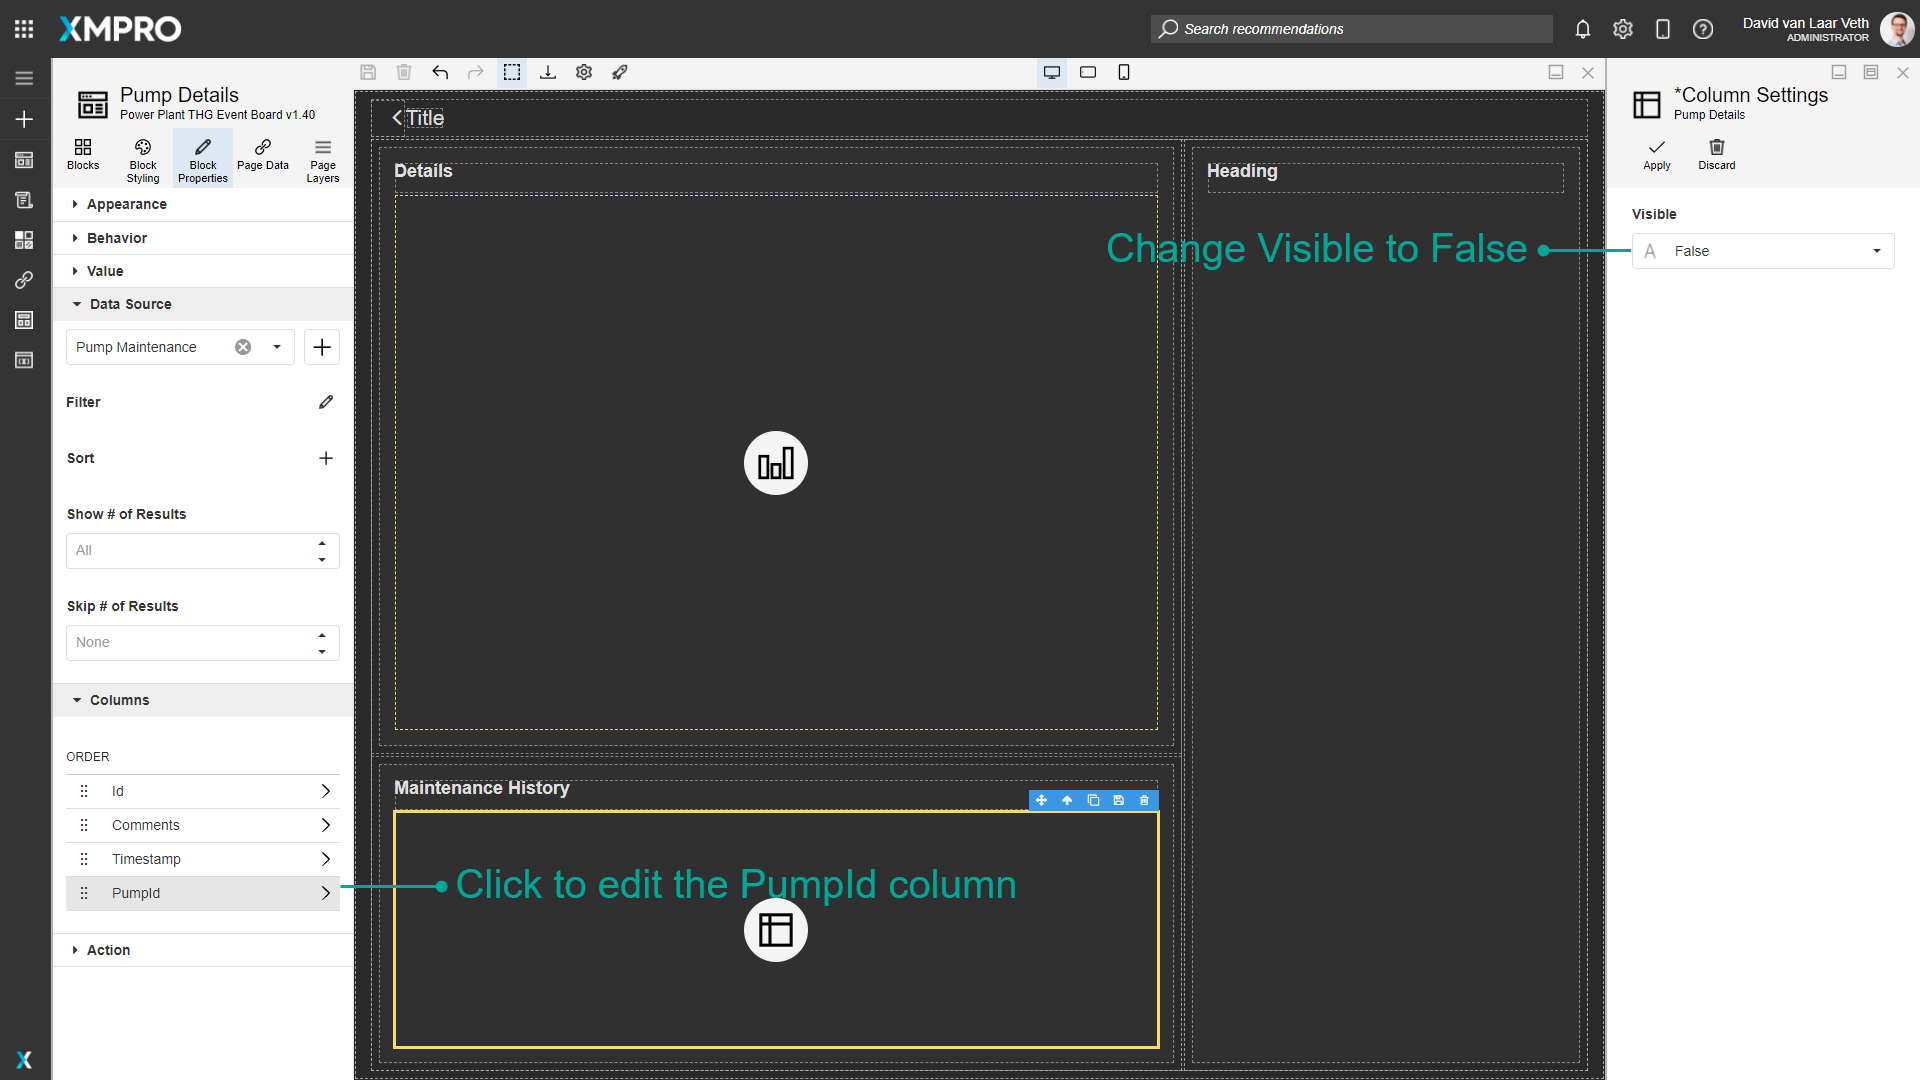 XMPRO
Search recommendations
David van Laar Veth
ADMINISTRATOR
Pump Details
Power Plant THG Event Board v1.40
Blocks
Block Styling
Block Properties
Page Data
Page Layers
Appearance
Behavior
Value
Data Source
Pump Maintenance
Filter
Sort
Show # of Results
All
Skip # of Results
None
Columns
ORDER
Id
Comments
Timestamp
PumpId
Action
Title
Details
Heading
Change Visible to False
Maintenance History
Click to edit the PumpId column
*Column Settings
Pump Details
Apply
Discard
Visible
A False